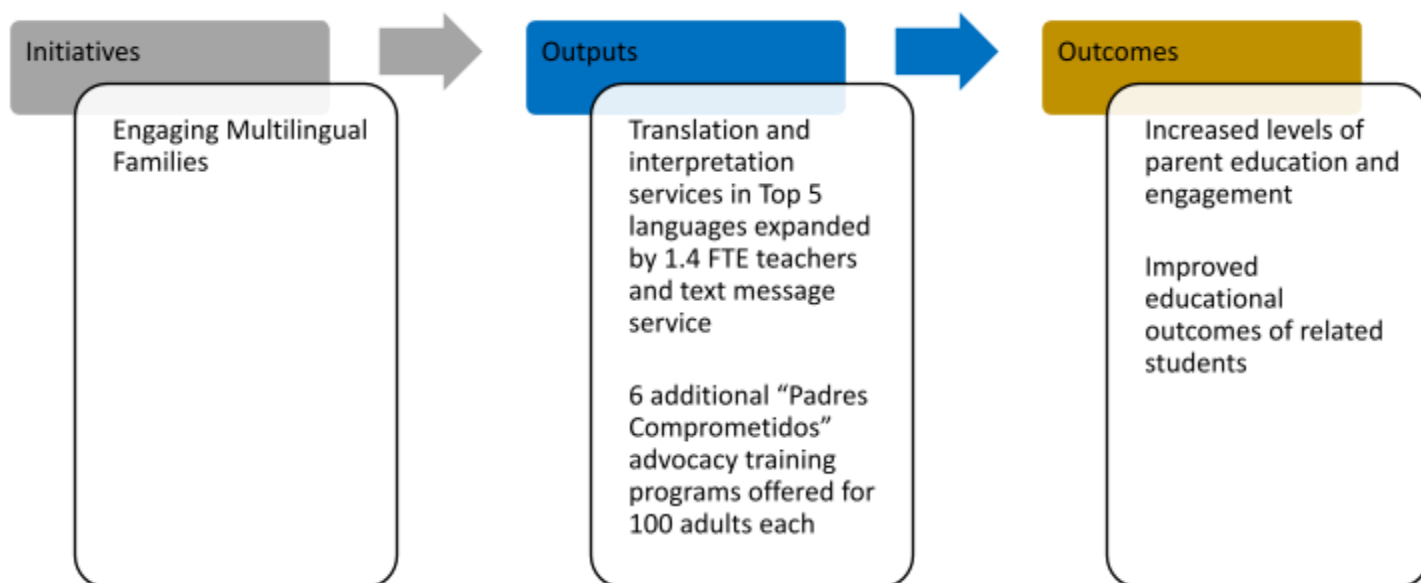 Initiatives
Engaging Multilingual
Families
Outputs
Translation and
interpretation
services in Top 5
languages expanded
by 1.4 FTE teachers
and text message
service
6 additional “Padres
Comprometidos”
advocacy training
programs offered for
100 adults each
Outcomes
Increased levels of
parent education and
engagement
Improved
educational
outcomes of related
students